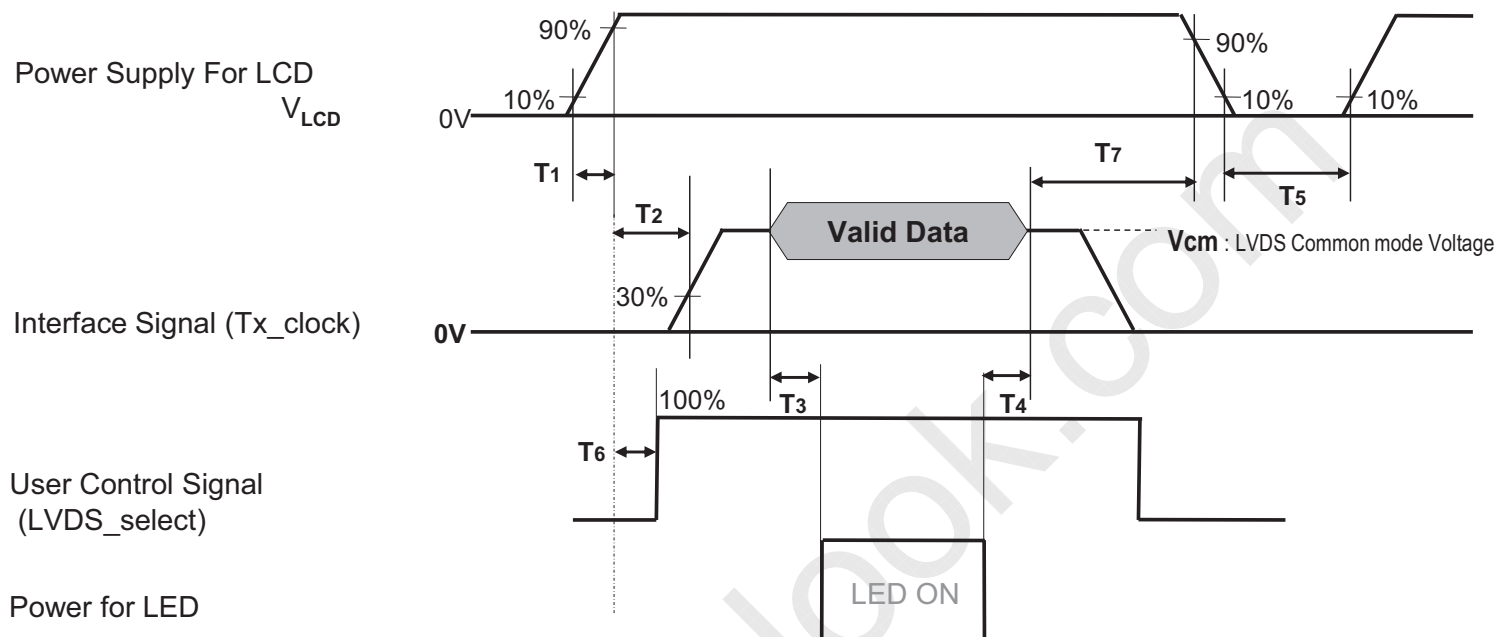 90%
90%
Power Supply For LCD
VLCD
10%
10%
10%
0V
T1
T7
T5
T2
Valid Data
Vcm : LVDS Common mode Voltage
30%
Interface Signal (Tx_clock)
0V
100%
T3
T4
T6
User Control Signal
(LVDS_select)
LED ON
Power for LED
look.com